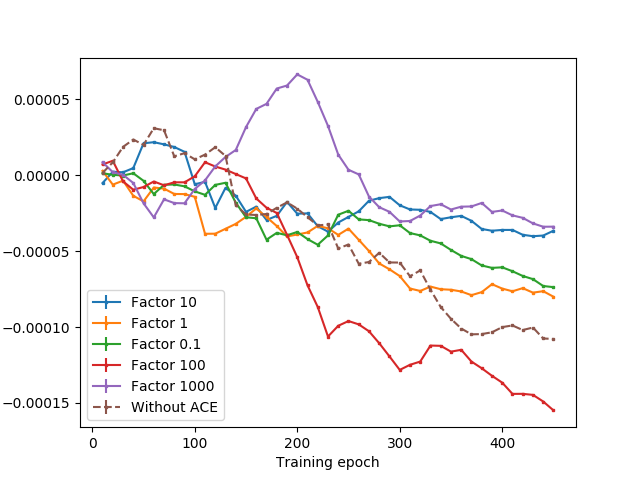 0.00005
0.00000
−0.00005
−0.00010
−0.00015
Factor 10
Factor 1
Factor 0.1
Factor 100
Factor 1000
Without ACE
0 100 200 300 400
Training epoch